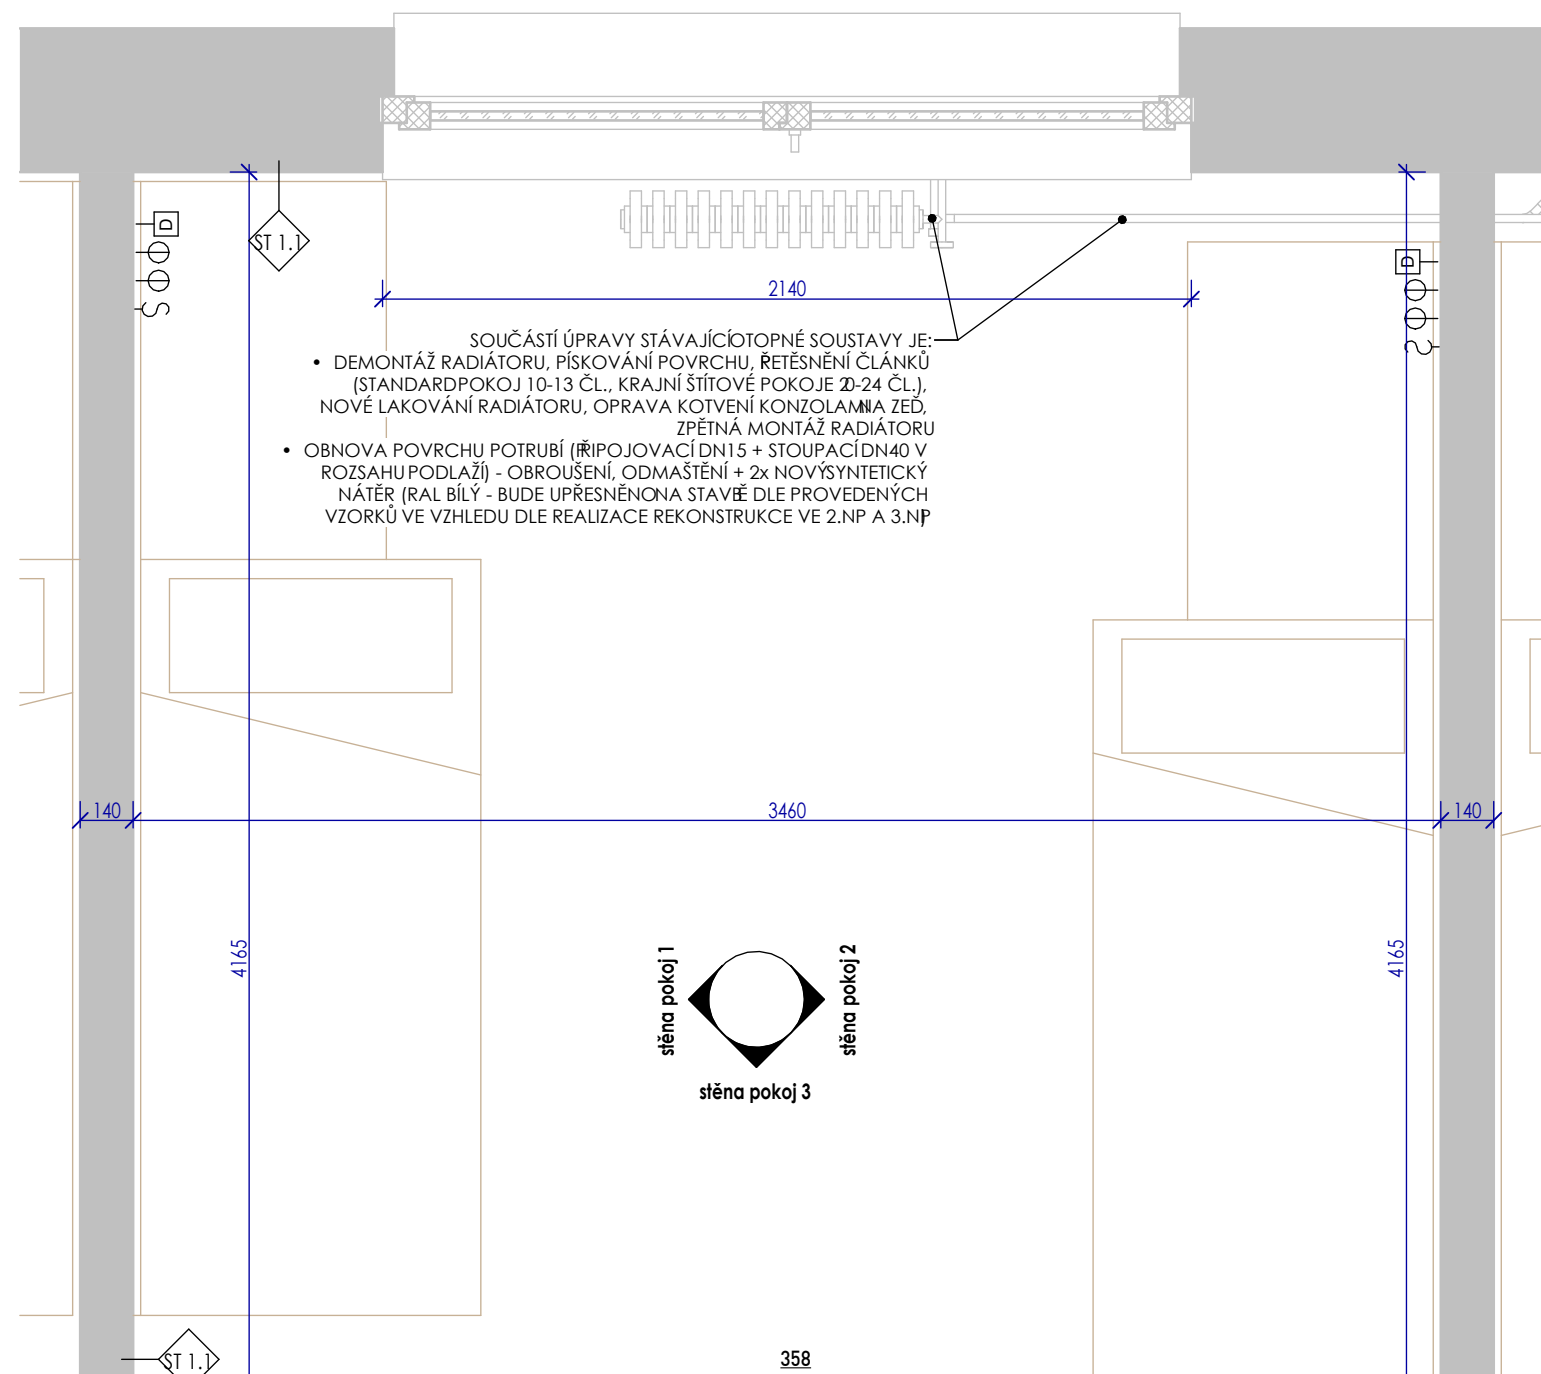 D
ST 1.1
D
2140
SOUČÁSTÍ ÚPRAVY STÁVAJÍCÍ OTOPNÉ SOUSTAVY JE:
• DEMONTÁŽ RADIÁTORU, PÍSKOVÁNÍ POVRCHU, PŘETĚSNĚNÍ ČLÁNKŮ
(STANDARD POKOJ 10-13 ČL., KRAJNÍ ŠTÍTOVÉ POKOJE 20-24 ČL.),
NOVÉ LAKOVÁNÍ RADIÁTORU, OPRAVA KOTVENÍ KONZOLAMI NA ZEĎ,
ZPĚTNÁ MONTÁŽ RADIÁTORU
• OBNOVA POVRCHU POTRUBÍ (PŘIPOJOVACÍ DN15 + STOUPACÍ DN40 V
ROZSAHU PODLAŽÍ) - OBROUŠENÍ, ODMAŠTĚNÍ + 2x NOVÝ SYNTETICKÝ
NÁTĚR (RAL BÍLÝ - BUDE UPŘESNĚNO NA STAVBĚ DLE PROVEDENÝCH
VZORKŮ VE VZHLEDU DLE REALIZACE REKONSTRUKCE VE 2.NP A 3.NP
140
3460
140
4165
4165
stěna pokoj 1
stěna pokoj 2
stěna pokoj 3
ST 1.1
358